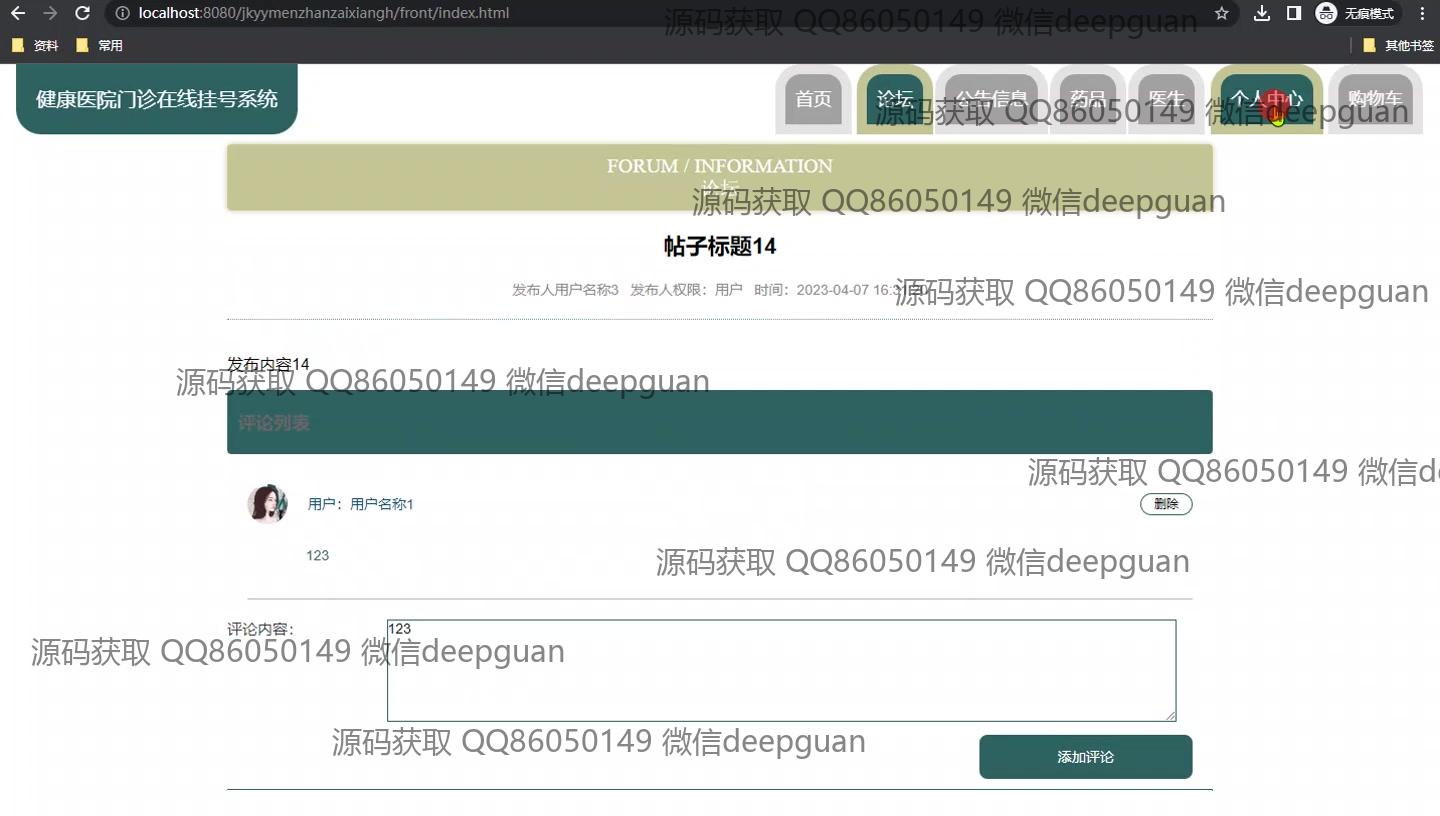 localhost:8080/jkyymenzhanzaixiangh/front/index.html
无痕模式
资料 常用 其他书签
健康医院门诊在线挂号系统
首页 论坛 公告信息 药品 医生 个人中心 购物车
源码获取 QQ86050149 微信deepguan
源码获取 QQ86050149 微信deepguan
FORUM / INFORMATION
论坛
源码获取 QQ86050149 微信deepguan
帖子标题14
发布人用户名称3 发布人权限：用户 时间：2023-04-07 16:3
源码获取 QQ86050149 微信deepguan
发布内容14
源码获取 QQ86050149 微信deepguan
评论列表
源码获取 QQ86050149 微信d
用户：用户名称1
删除
123
源码获取 QQ86050149 微信deepguan
评论内容：
123
源码获取 QQ86050149 微信deepguan
源码获取 QQ86050149 微信deepguan
添加评论